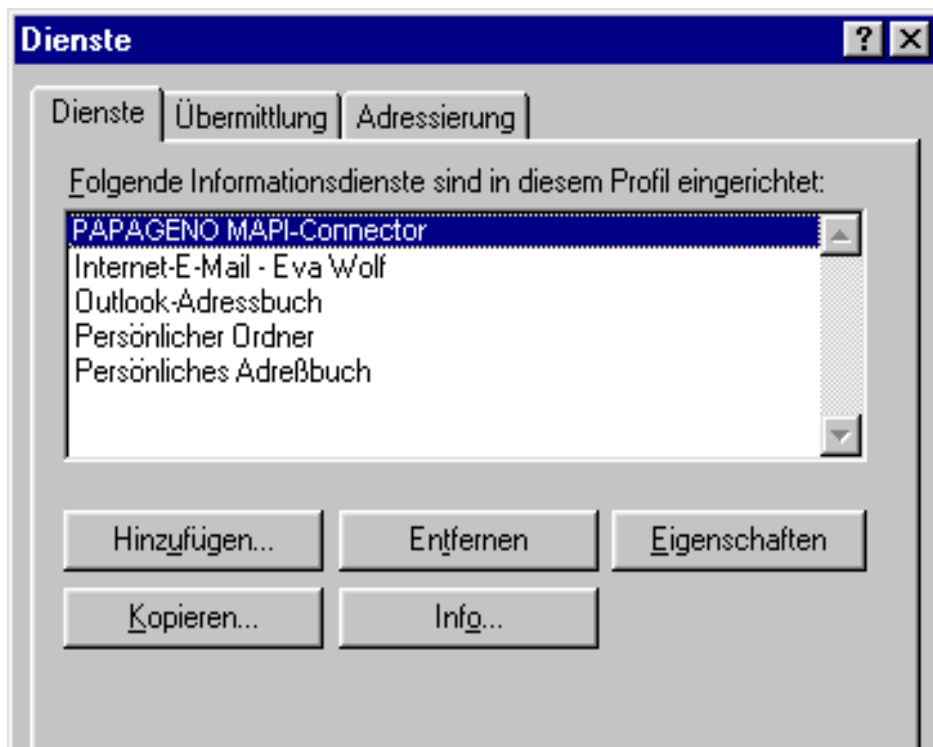 Dienste
Dienste Übermittlung Adressierung
Folgende Informationsdienste sind in diesem Profil eingerichtet:
PAPAGENO MAPI-Connector
Internet-E-Mail - Eva Wolf
Outlook-Adressbuch
Persönlicher Ordner
Persönliches Adreßbuch
Hinzufügen... Entfernen Eigenschaften
Kopieren... Info...